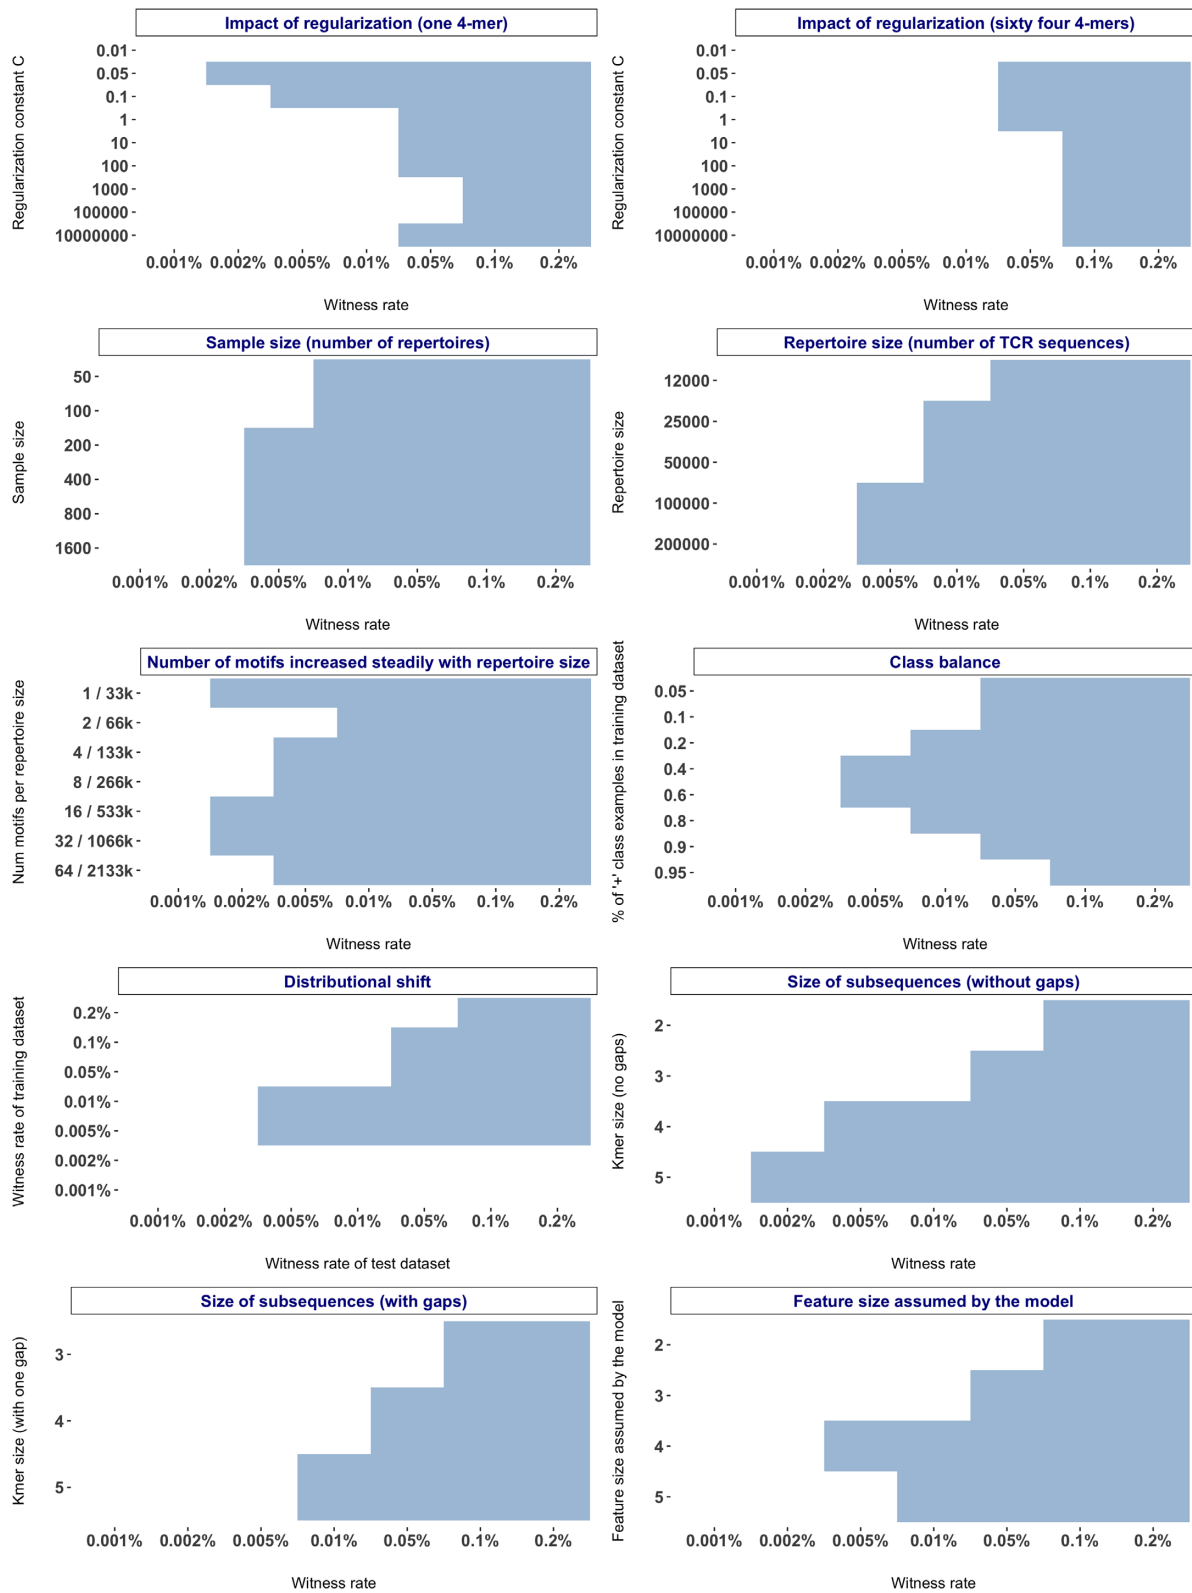 Impact of regularization (one 4-mer)
Regularization constant C
0.01
0.05
0.1
1
10
100
1000
100000
10000000
0.001% 0.002% 0.005% 0.01% 0.05% 0.1% 0.2%
Witness rate
Impact of regularization (sixty four 4-mers)
Regularization constant C
0.01
0.05
0.1
1
10
100
1000
100000
10000000
0.001% 0.002% 0.005% 0.01% 0.05% 0.1% 0.2%
Witness rate
Sample size (number of repertoires)
Sample size
50
100
200
400
800
1600
0.001% 0.002% 0.005% 0.01% 0.05% 0.1% 0.2%
Witness rate
Repertoire size (number of TCR sequences)
Repertoire size
12000
25000
50000
100000
200000
0.001% 0.002% 0.005% 0.01% 0.05% 0.1% 0.2%
Witness rate
Number of motifs increased steadily with repertoire size
Num motifs per repertoire size
1 / 33k
2 / 66k
4 / 133k
8 / 266k
16 / 533k
32 / 1066k
64 / 2133k
0.001% 0.002% 0.005% 0.01% 0.05% 0.1% 0.2%
Witness rate
Class balance
% of '+' class examples in training dataset
0.05
0.1
0.2
0.4
0.6
0.8
0.9
0.95
0.001% 0.002% 0.005% 0.01% 0.05% 0.1% 0.2%
Witness rate
Distributional shift
Witness rate of training dataset
0.2%
0.1%
0.05%
0.01%
0.005%
0.002%
0.001%
0.001% 0.002% 0.005% 0.01% 0.05% 0.1% 0.2%
Witness rate of test dataset
Size of subsequences (without gaps)
Kmer size (no gaps)
2
3
4
5
0.001% 0.002% 0.005% 0.01% 0.05% 0.1% 0.2%
Witness rate
Size of subsequences (with gaps)
Kmer size (with one gap)
3
4
5
0.001% 0.002% 0.005% 0.01% 0.05% 0.1% 0.2%
Witness rate
Feature size assumed by the model
Feature size assumed by the model
2
3
4
5
0.001% 0.002% 0.005% 0.01% 0.05% 0.1% 0.2%
Witness rate